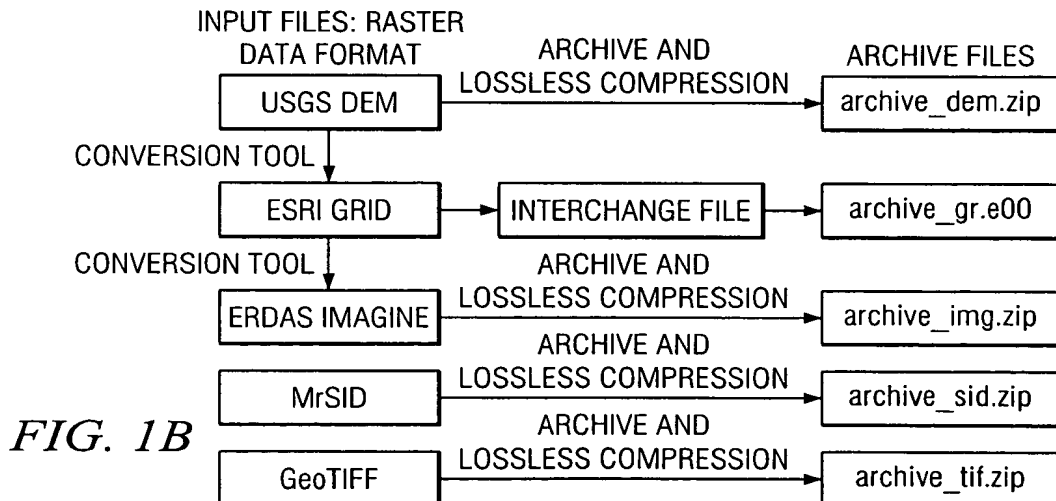 INPUT FILES: RASTER
DATA FORMAT
ARCHIVE AND
LOSSLESS COMPRESSION
ARCHIVE FILES
USGS DEM
archive_dem.zip
CONVERSION TOOL
ESRI GRID
INTERCHANGE FILE
archive_gr.e00
CONVERSION TOOL
ARCHIVE AND
LOSSLESS COMPRESSION
ERDAS IMAGINE
archive_img.zip
ARCHIVE AND
LOSSLESS COMPRESSION
MrSID
archive_sid.zip
FIG. 1B
ARCHIVE AND
LOSSLESS COMPRESSION
GeoTIFF
archive_tif.zip